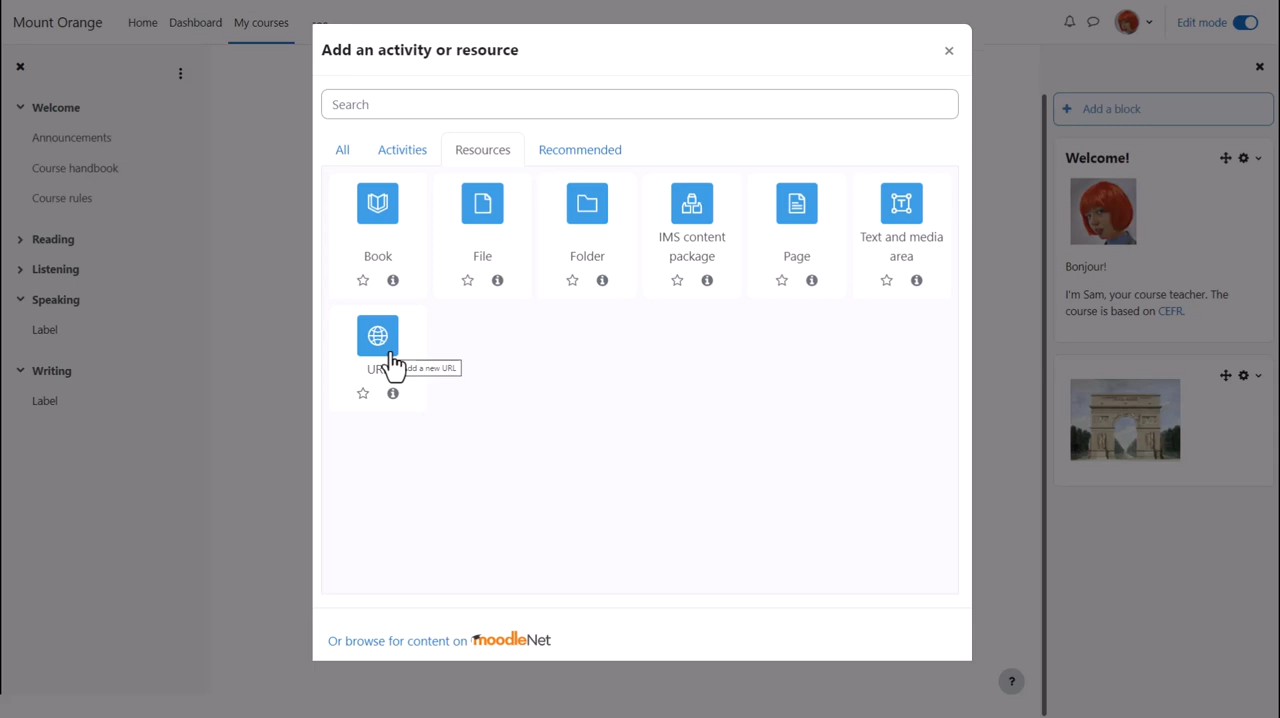 Mount Orange
Home
Dashboard
My courses
Edit mode
Welcome
Announcements
Course handbook
Course rules
Reading
Listening
Speaking
Label
Writing
Label
Add an activity or resource
Search
All
Activities
Resources
Recommended
Book
File
Folder
IMS content
package
Page
Text and media
area
Add a new URL
Or browse for content on moodleNet
Add a block
Welcome!
Bonjour!
I'm Sam, your course teacher. The
course is based on CEFR.
?